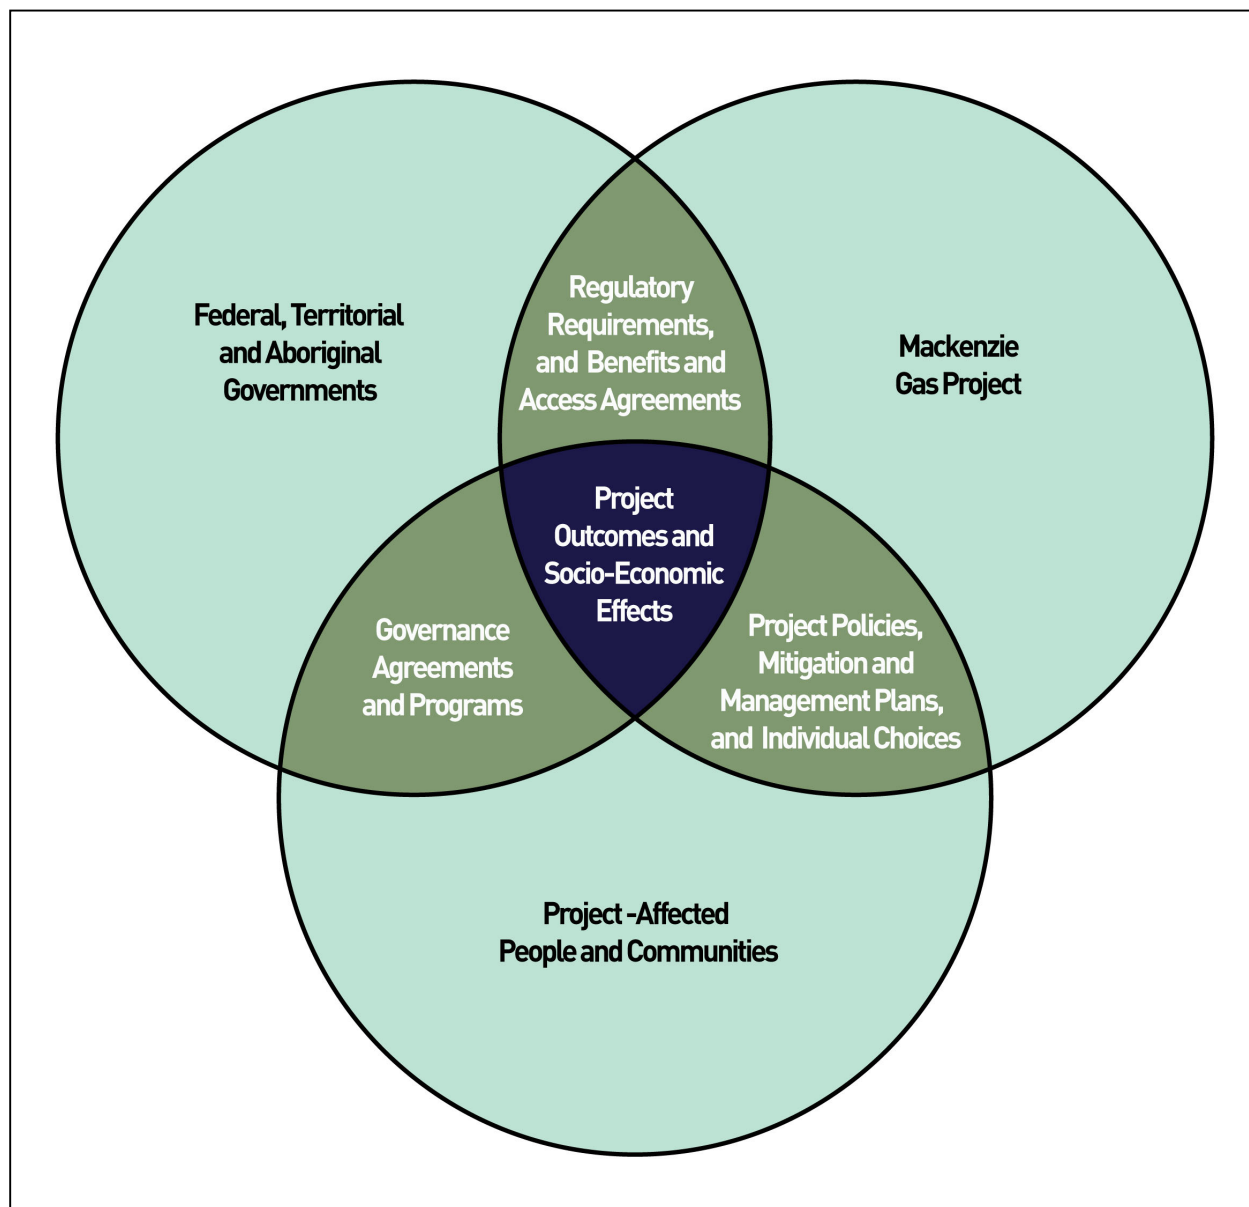 Federal, Territorial
and Aboriginal
Governments
Regulatory
Requirements,
and Benefits and
Access Agreements
Mackenzie
Gas Project
Project
Outcomes and
Socio-Economic
Effects
Governance
Agreements
and Programs
Project Policies,
Mitigation and
Management Plans,
and Individual Choices
Project -Affected
People and Communities